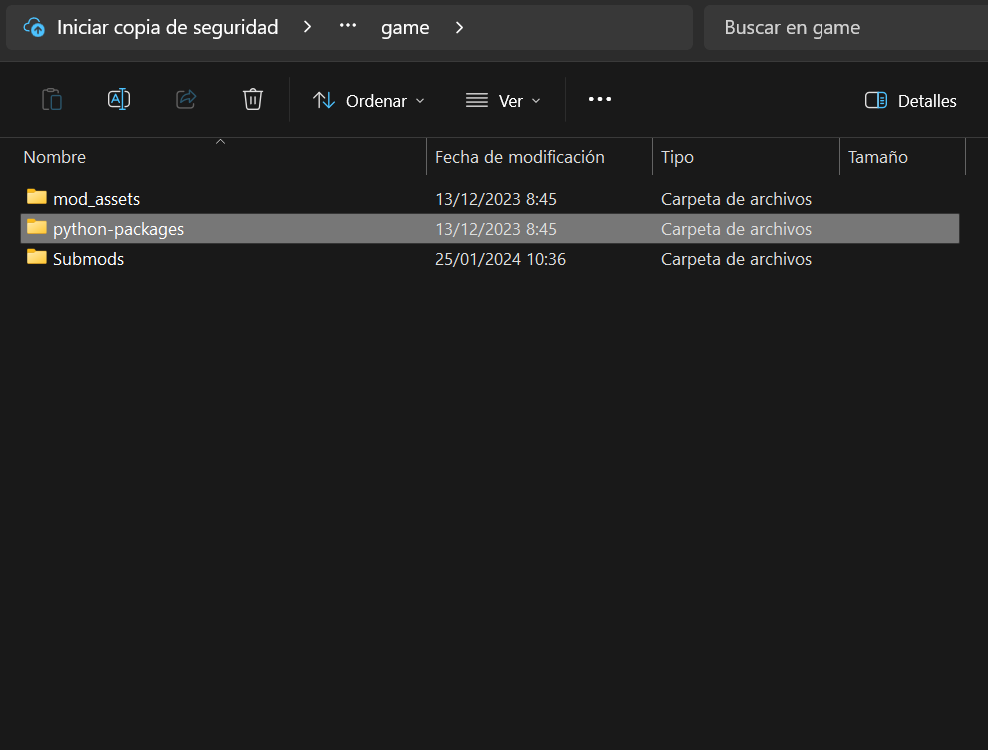 Iniciar copia de seguridad > ... game >
Buscar en game
Ordenar Ver ... Detalles
Nombre Fecha de modificación Tipo Tamaño
mod_assets 13/12/2023 8:45 Carpeta de archivos
python-packages 13/12/2023 8:45 Carpeta de archivos
Submods 25/01/2024 10:36 Carpeta de archivos